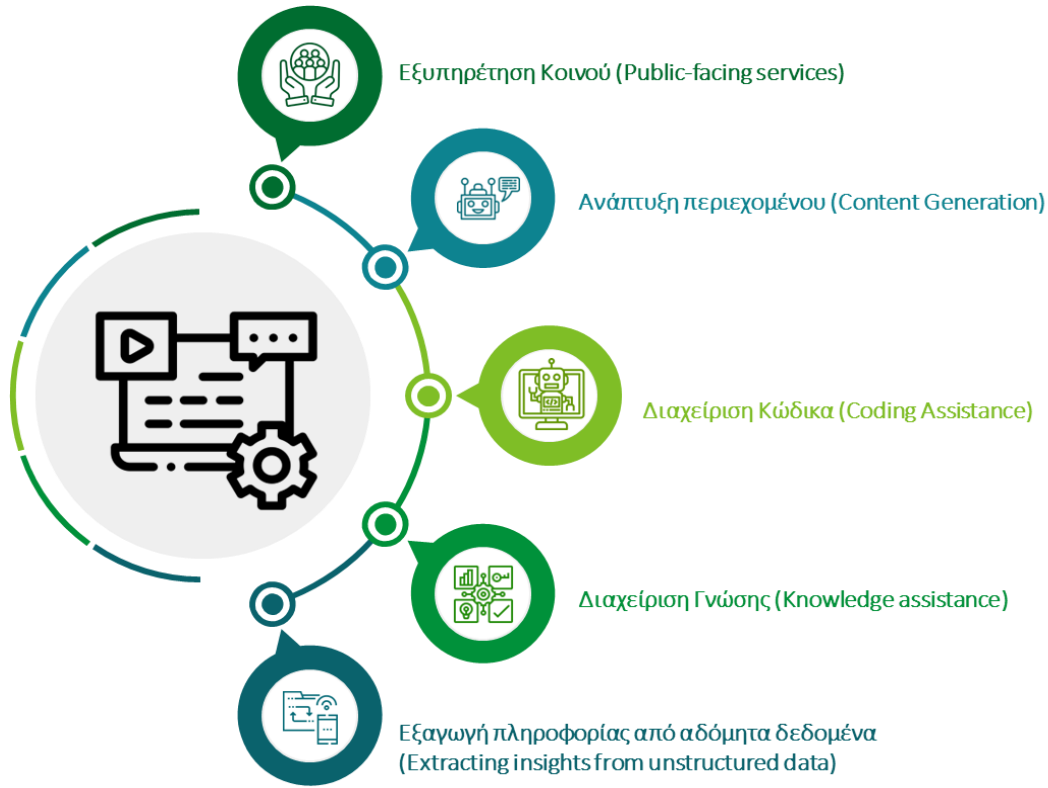 Εξυπηρέτηση Κοινού (Public-facing services)
Ανάπτυξη περιεχομένου (Content Generation)
Διαχείριση Κώδικα (Coding Assistance)
Διαχείριση Γνώσης (Knowledge assistance)
Εξαγωγή πληροφορίας από αδόμητα δεδομένα
(Extracting insights from unstructured data)